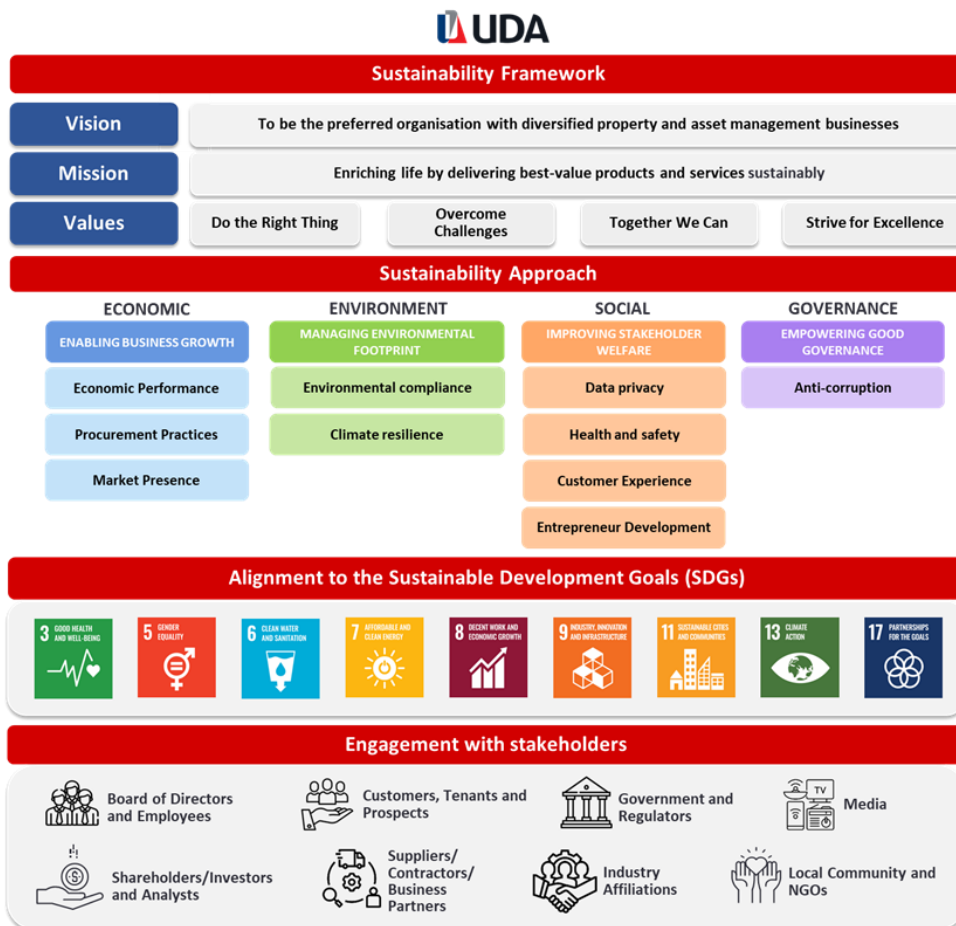 UDA
Sustainability Framework
Vision
To be the preferred organisation with diversified property and asset management businesses
Mission
Enriching life by delivering best-value products and services sustainably
Values
Do the Right Thing
Overcome
Challenges
Together We Can
Strive for Excellence
Sustainability Approach
ECONOMIC
ENVIRONMENT
SOCIAL
GOVERNANCE
ENABLING BUSINESS GROWTH
MANAGING ENVIRONMENTAL
FOOTPRINT
IMPROVING STAKEHOLDER
WELFARE
EMPOWERING GOOD
GOVERNANCE
Economic Performance
Environmental compliance
Data privacy
Anti-corruption
Procurement Practices
Climate resilience
Health and safety
Market Presence
Customer Experience
Entrepreneur Development
Alignment to the Sustainable Development Goals (SDGs)
3 GOOD HEALTH
AND WELL-BEING
5 GENDER
EQUALITY
6 CLEAN WATER
AND SANITATION
7 AFFORDABLE AND
CLEAN ENERGY
8 DECENT WORK AND
ECONOMIC GROWTH
9 INDUSTRY, INNOVATION
AND INFRASTRUCTURE
11 SUSTAINABLE CITIES
AND COMMUNITIES
13 CLIMATE
ACTION
17 PARTNERSHIPS
FOR THE GOALS
Engagement with stakeholders
Board of Directors
and Employees
Customers, Tenants and
Prospects
Government and
Regulators
TV
Media
Shareholders/Investors
and Analysts
Suppliers/
Contractors/
Business
Partners
Industry
Affiliations
Local Community and
NGOs